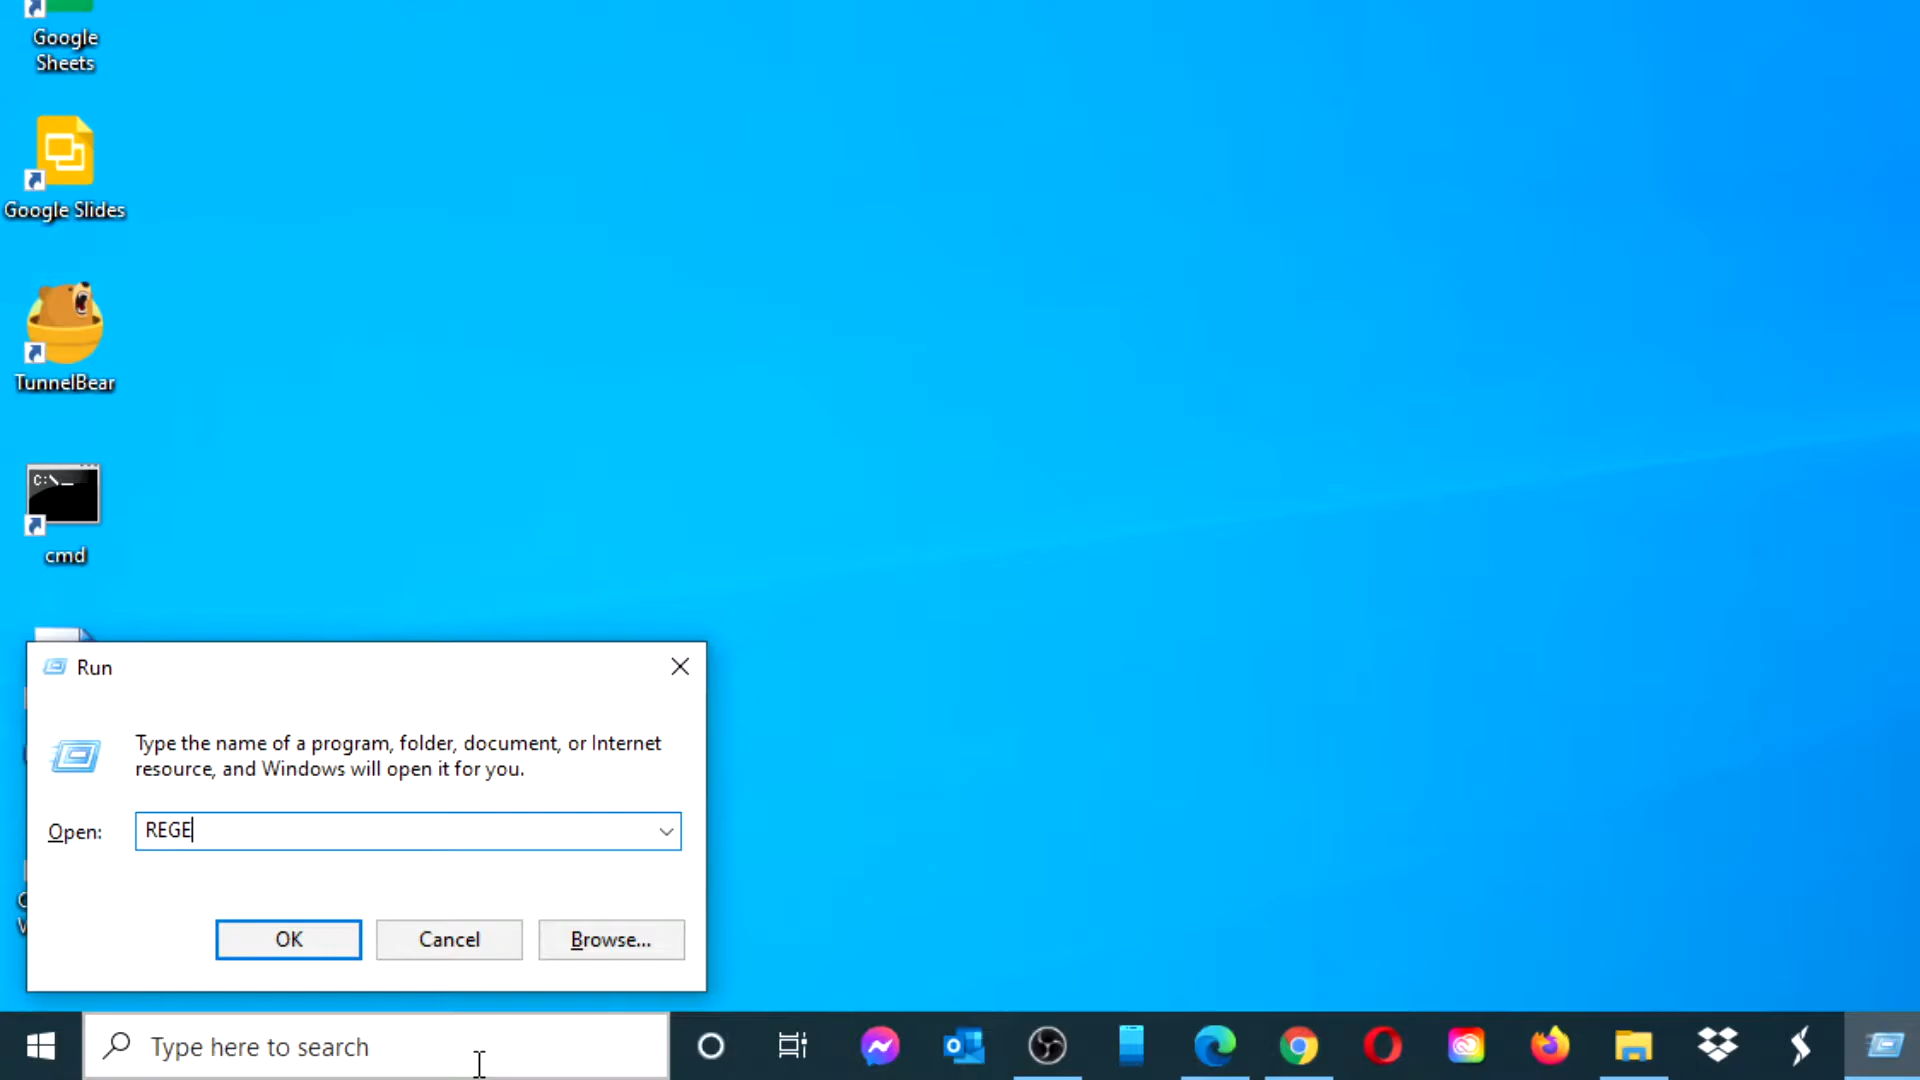 Google
Sheets
Google Slides
TunnelBear
C:\_
cmd
Run
Type the name of a program, folder, document, or Internet
resource, and Windows will open it for you.
Open:
REGE
OK
Cancel
Browse...
Type here to search